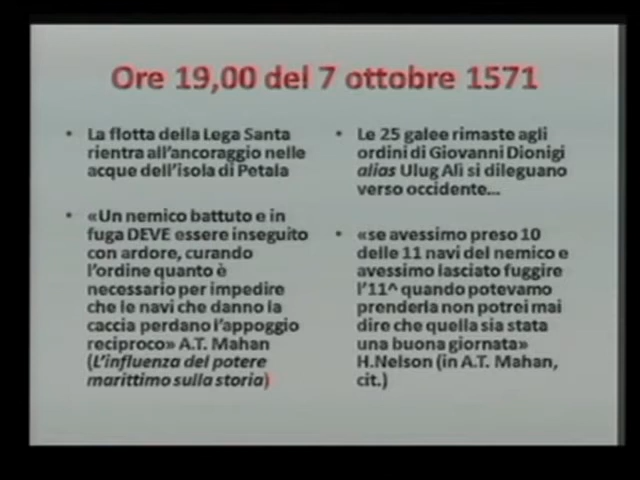 Ore 19,00 del 7 ottobre 1571
• La flotta della Lega Santa
rientra all'ancoraggio nelle
acque dell'isola di Petala
• «Un nemico battuto e in
fuga DEVE essere inseguito
con ardore, curando
l'ordine quanto è
necessario per impedire
che le navi che danno la
caccia perdano l'appoggio
reciproco» A.T. Mahan
(L'influenza del potere
marittimo sulla storia)
• Le 25 galee rimaste agli
ordini di Giovanni Dionigi
alias Ulug Alì si dileguano
verso occidente...
• «se avessimo preso 10
delle 11 navi del nemico e
avessimo lasciato fuggire
l'11^ quando potevamo
prenderla non potrei mai
dire che quella sia stata
una buona giornata»
H.Nelson (in A.T. Mahan,
cit.)